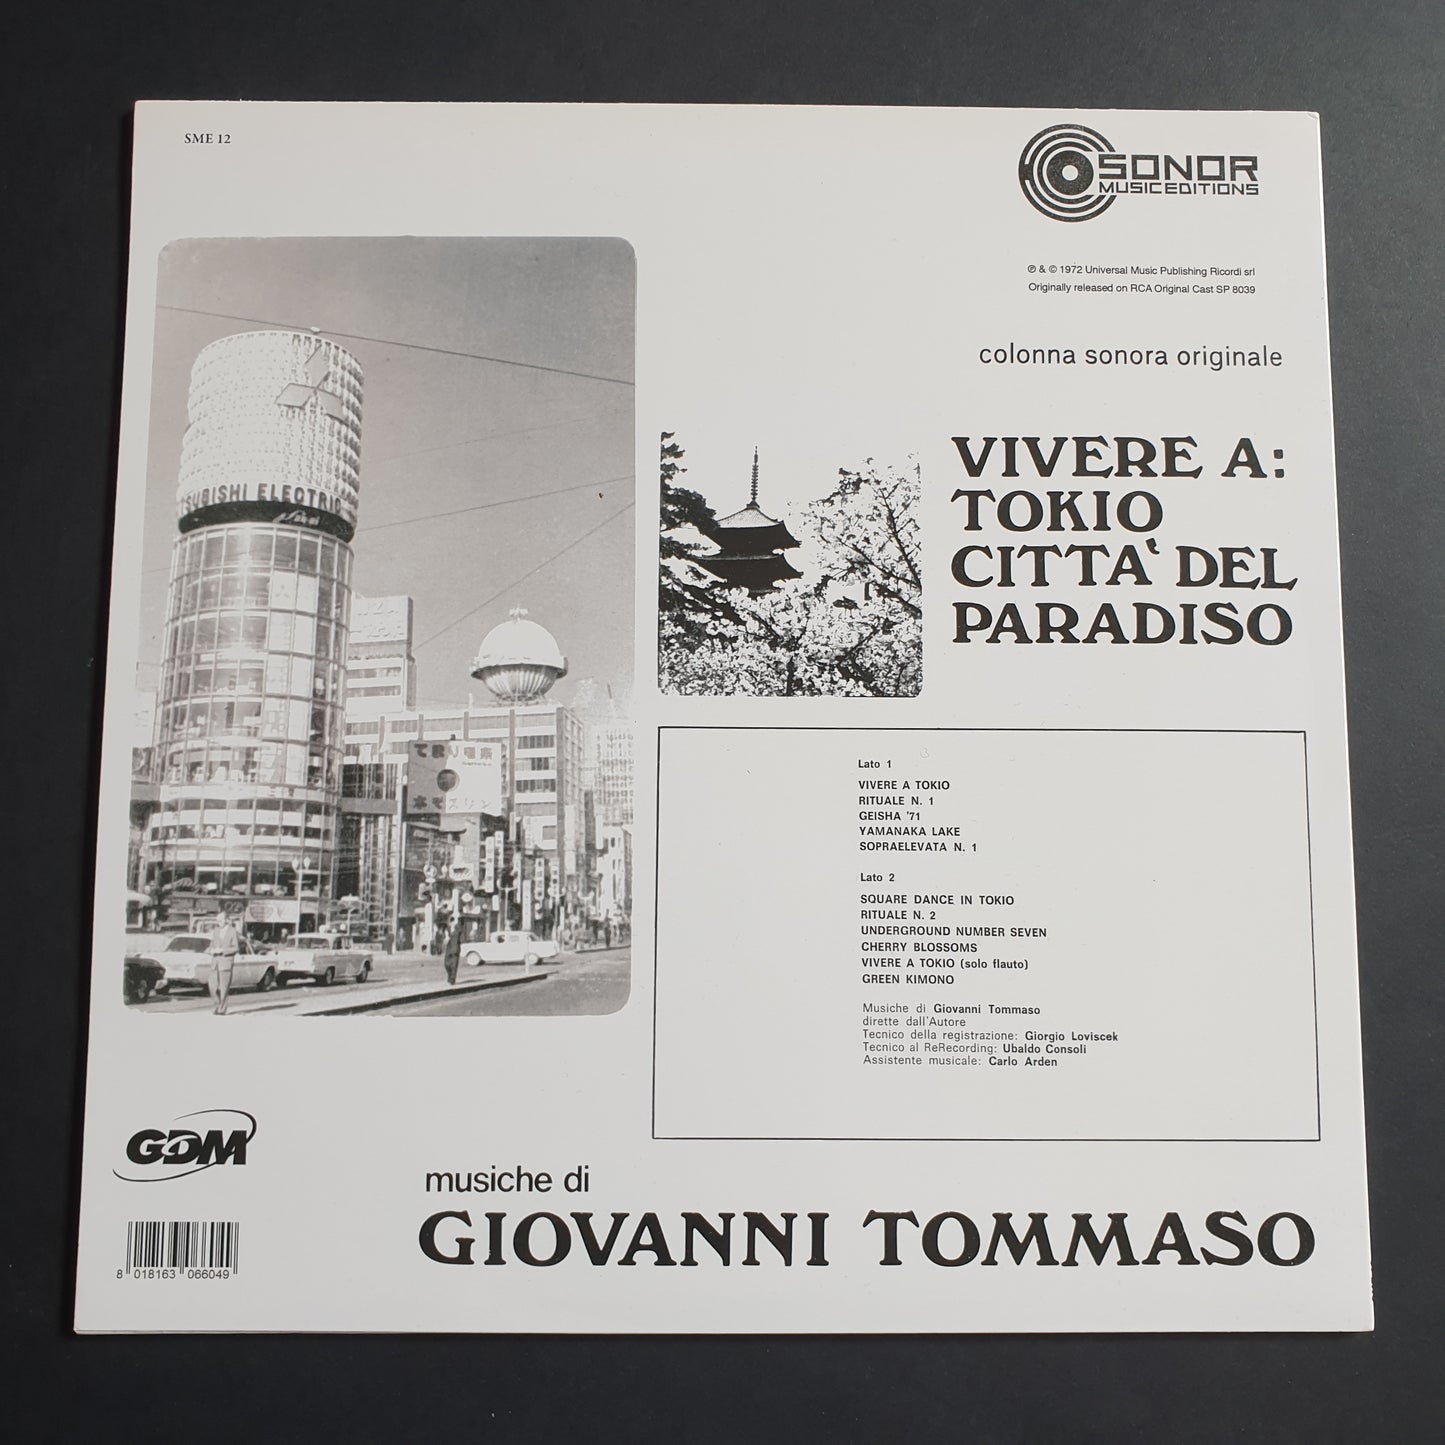 SME 12
SONOR
MUSIC EDITIONS
℗ & © 1972 Universal Music Publishing Ricordi srl
Originally released on RCA Original Cast SP 8039
colonna sonora originale
VIVERE A:
TOKIO
CITTA' DEL
PARADISO
SUBISHI ELECTRIC
Lato 1
VIVERE A TOKIO
RITUALE N. 1
GEISHA '71
YAMANAKA LAKE
SOPRAELEVATA N. 1
Lato 2
SQUARE DANCE IN TOKIO
RITUALE N. 2
UNDERGROUND NUMBER SEVEN
CHERRY BLOSSOMS
VIVERE A TOKIO (solo flauto)
GREEN KIMONO
Musiche di Giovanni Tommaso
dirette dall'Autore
Tecnico della registrazione: Giorgio Loviscek
Tecnico al ReRecording: Ubaldo Consoli
Assistente musicale: Carlo Arden
GDM
musiche di
GIOVANNI TOMMASO
8 018163 066049